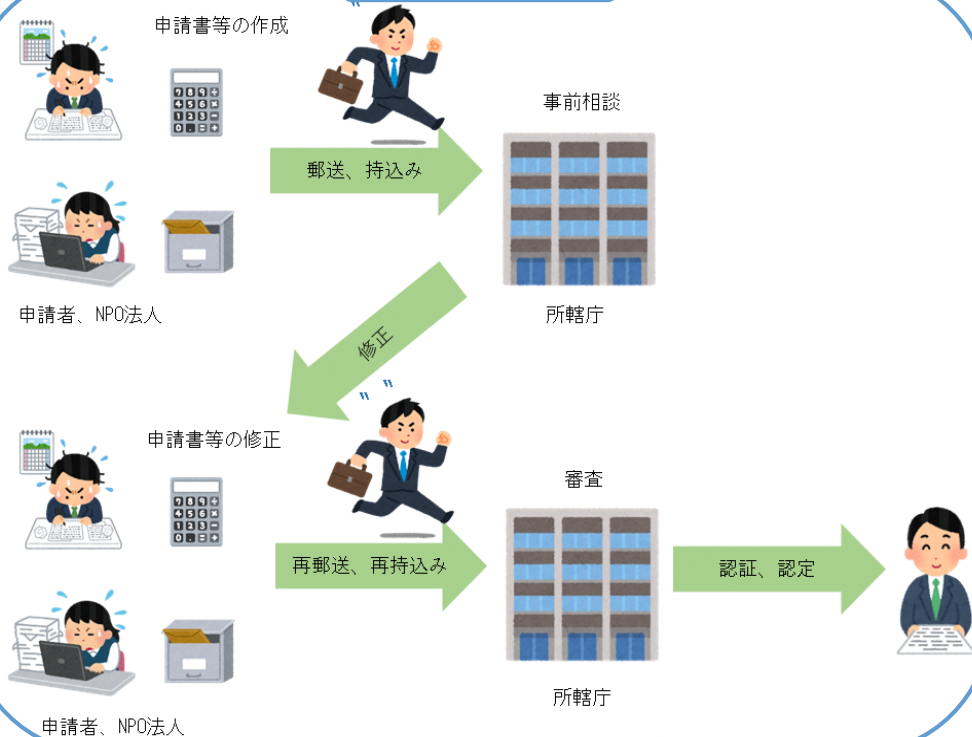 申請書等の作成
事前相談
郵送、持込み
申請者、NPO法人
所轄庁
修正
申請書等の修正
審査
再郵送、再持込み
認証、認定
所轄庁
申請者、NPO法人